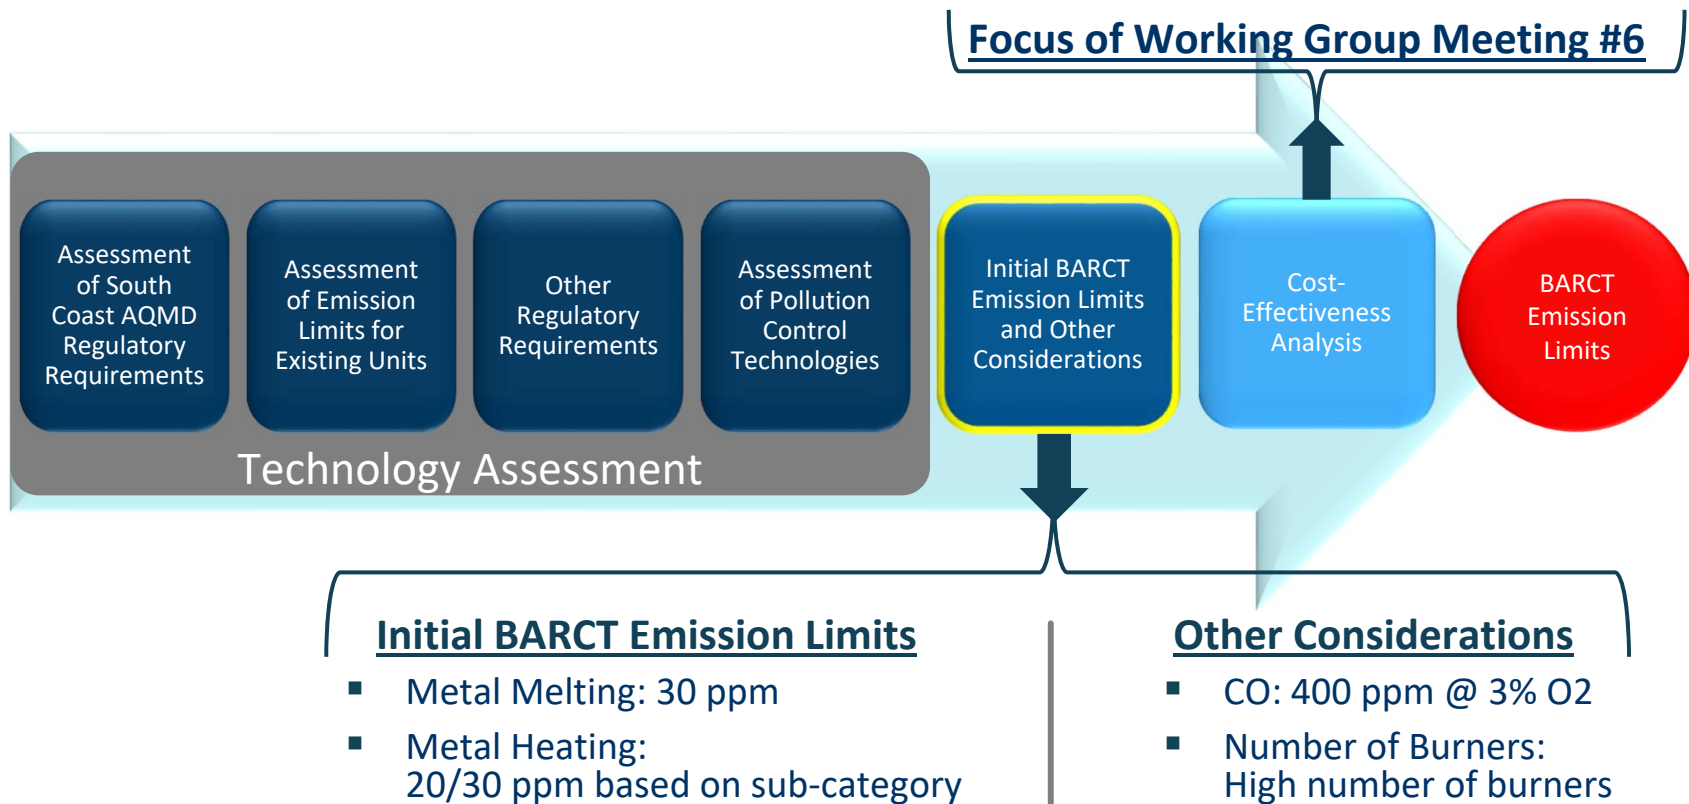 Focus of Working Group Meeting #6
Assessment
of South
Coast AQMD
Regulatory
Requirements
Assessment
of Emission
Limits for
Existing Units
Other
Regulatory
Requirements
Assessment
of Pollution
Control
Technologies
Initial BARCT
Emission Limits
and Other
Considerations
Cost-
Effectiveness
Analysis
BARCT
Emission
Limits
Technology Assessment
Initial BARCT Emission Limits
▪ Metal Melting: 30 ppm
▪ Metal Heating:
20/30 ppm based on sub-category
Other Considerations
▪ CO: 400 ppm @ 3% O2
▪ Number of Burners:
High number of burners